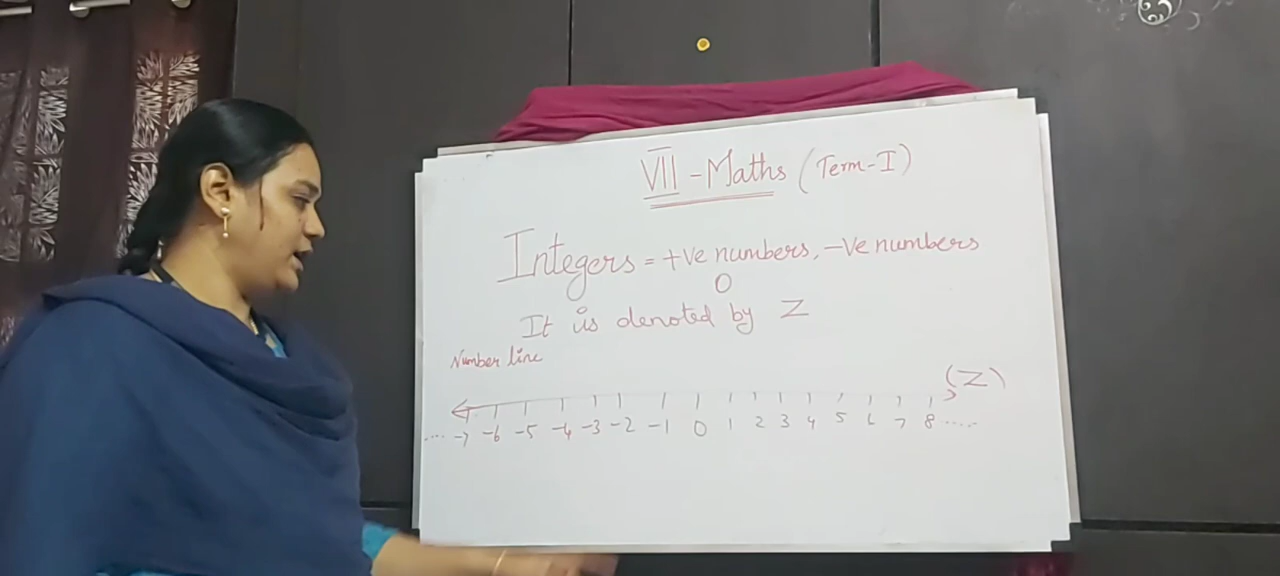 VII - Maths (Term-I)
Integers = +ve numbers, -ve numbers
0
It is denoted by Z
Number line
(Z)
.... -7 -6 -5 -4 -3 -2 -1 0 1 2 3 4 5 6 7 8 .....